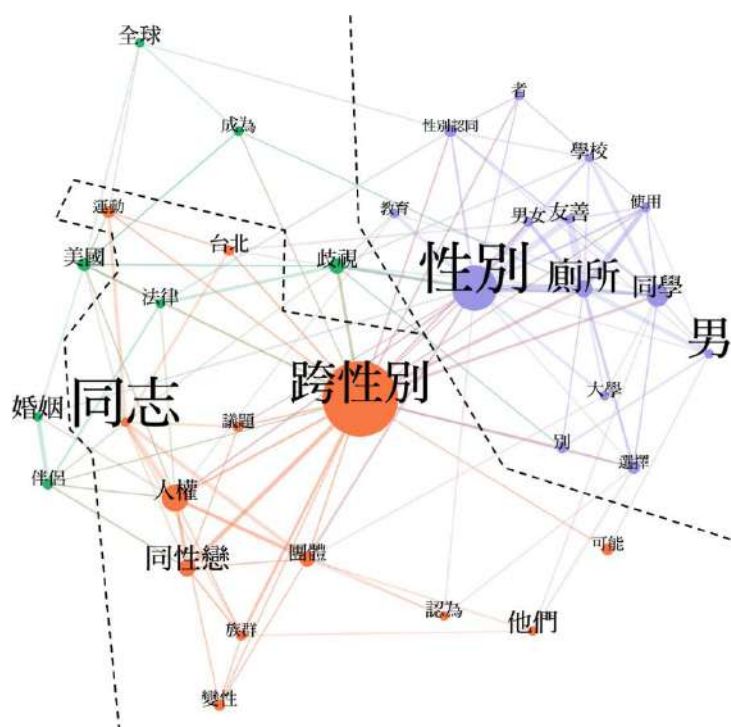 全球
者
成為
性別認同
學校
運動
教育
男女
友善
使用
台北
美國
歧視
性別
廁所
同學
法律
男
跨性別
婚姻
同志
大學
議題
別
選擇
伴侶
人權
可能
同性戀
團體
認為
他們
族群
變性